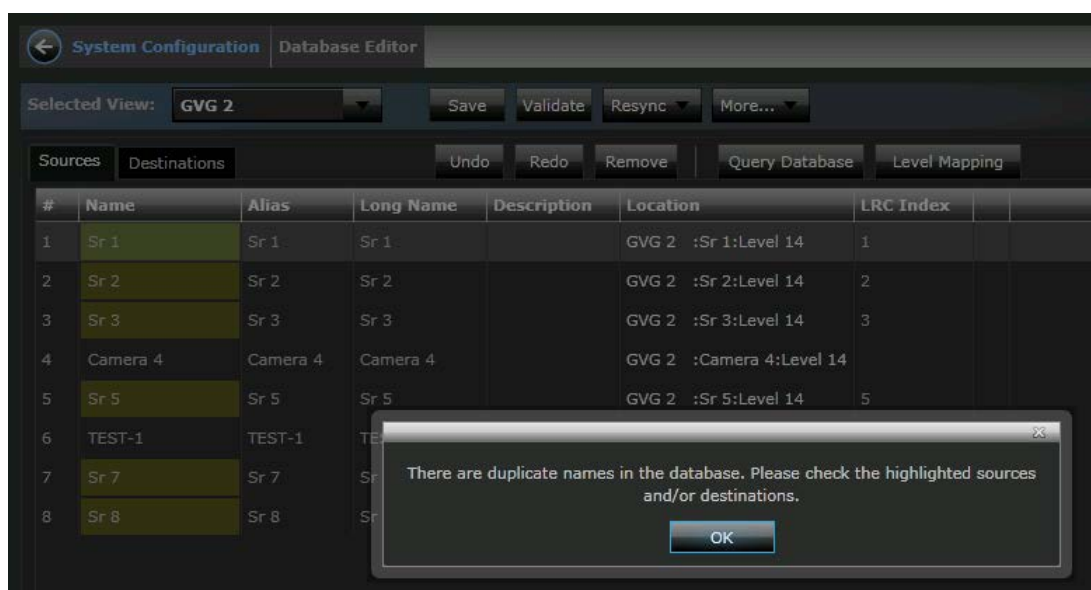 System Configuration Database Editor
Selected View: GVG 2 Save Validate Resync More...
Sources Destinations Undo Redo Remove Query Database Level Mapping
# Name Alias Long Name Description Location LRC Index
1 Sr 1 Sr 1 Sr 1 GVG 2 :Sr 1:Level 14 1
2 Sr 2 Sr 2 Sr 2 GVG 2 :Sr 2:Level 14 2
3 Sr 3 Sr 3 Sr 3 GVG 2 :Sr 3:Level 14 3
4 Camera 4 Camera 4 Camera 4 GVG 2 :Camera 4:Level 14
5 Sr 5 Sr 5 Sr 5 GVG 2 :Sr 5:Level 14 5
6 TEST-1 TEST-1
7 Sr 7 Sr 7 Sr
8 Sr 8 Sr 8 Sr
There are duplicate names in the database. Please check the highlighted sources
and/or destinations.
OK